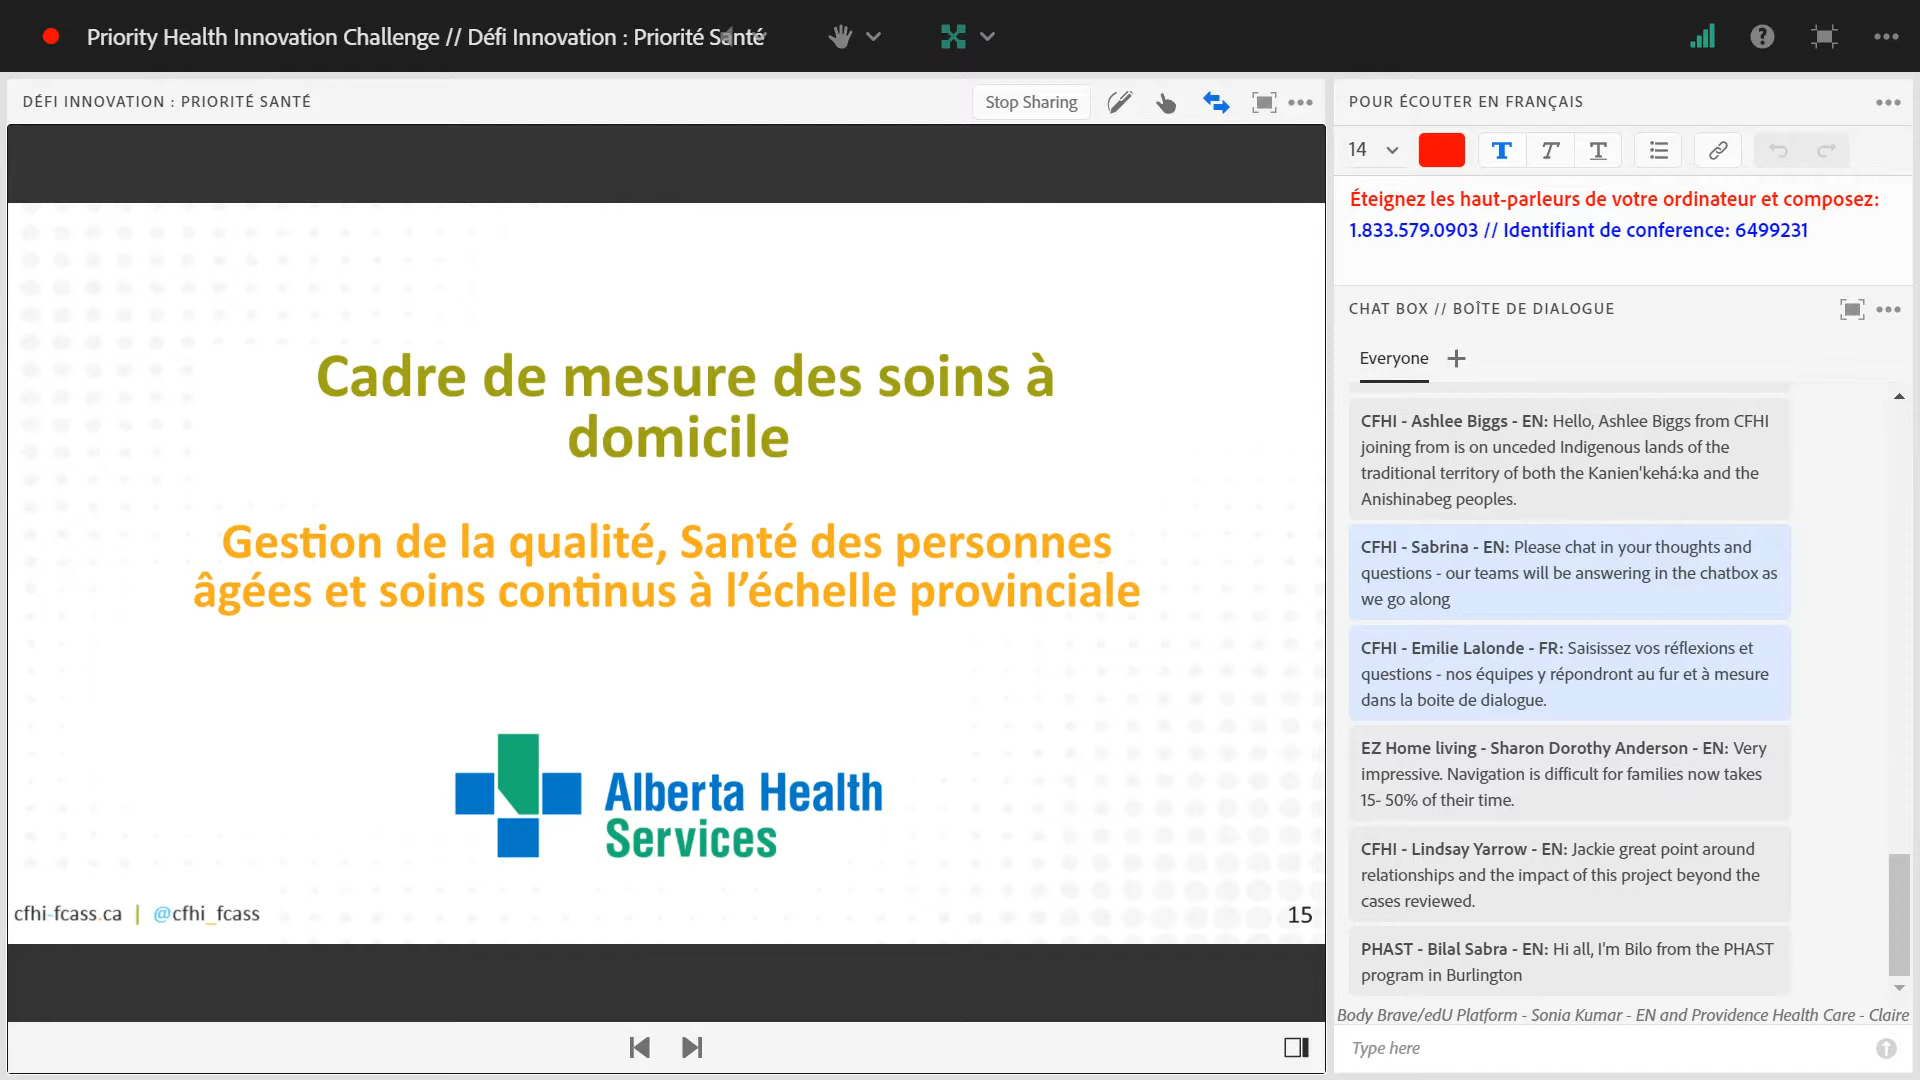 Priority Health Innovation Challenge // Défi Innovation : Priorité Santé
DÉFI INNOVATION : PRIORITÉ SANTÉ
Stop Sharing
Cadre de mesure des soins à
domicile
Gestion de la qualité, Santé des personnes
âgées et soins continus à l’échelle provinciale
Alberta Health
Services
cfhi-fcass.ca | @cfhi_fcass
15
POUR ÉCOUTER EN FRANÇAIS
14
Éteignez les haut-parleurs de votre ordinateur et composez:
1.833.579.0903 // Identifiant de conference: 6499231
CHAT BOX // BOÎTE DE DIALOGUE
Everyone
CFHI - Ashlee Biggs - EN: Hello, Ashlee Biggs from CFHI
joining from is on unceded Indigenous lands of the
traditional territory of both the Kanien'kehá:ka and the
Anishinabeg peoples.
CFHI - Sabrina - EN: Please chat in your thoughts and
questions - our teams will be answering in the chatbox as
we go along
CFHI - Emilie Lalonde - FR: Saisissez vos réflexions et
questions - nos équipes y répondront au fur et à mesure
dans la boite de dialogue.
EZ Home living - Sharon Dorothy Anderson - EN: Very
impressive. Navigation is difficult for families now takes
15- 50% of their time.
CFHI - Lindsay Yarrow - EN: Jackie great point around
relationships and the impact of this project beyond the
cases reviewed.
PHAST - Bilal Sabra - EN: Hi all, I'm Bilo from the PHAST
program in Burlington
Body Brave/edU Platform - Sonia Kumar - EN and Providence Health Care - Claire
Type here